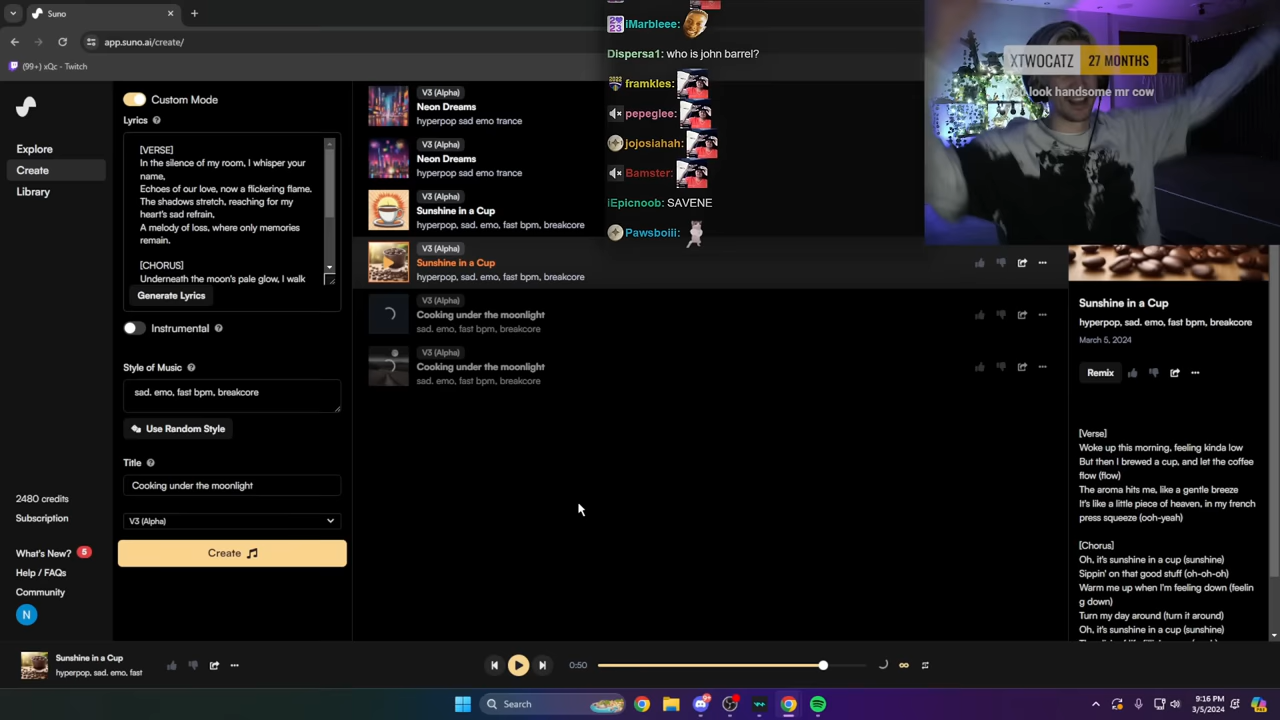 Suno
app.suno.ai/create/
(99+) xQc - Twitch
Explore
Create
Library
2480 credits
Subscription
What's New? 5
Help / FAQs
Community
N
Custom Mode
Lyrics
[VERSE]
In the silence of my room, I whisper your
name,
Echoes of our love, now a flickering flame.
The shadows stretch, reaching for my
heart's sad refrain,
A melody of loss, where only memories
remain.
[CHORUS]
Underneath the moon's pale glow, I walk
Generate Lyrics
Instrumental
Style of Music
sad. emo, fast bpm, breakcore
Use Random Style
Title
Cooking under the moonlight
V3 (Alpha)
Create
V3 (Alpha)
Neon Dreams
hyperpop sad emo trance
V3 (Alpha)
Neon Dreams
hyperpop sad emo trance
V3 (Alpha)
Sunshine in a Cup
hyperpop, sad. emo, fast bpm, breakcore
V3 (Alpha)
Sunshine in a Cup
hyperpop, sad. emo, fast bpm, breakcore
V3 (Alpha)
Cooking under the moonlight
sad. emo, fast bpm, breakcore
V3 (Alpha)
Cooking under the moonlight
sad. emo, fast bpm, breakcore
iMarbleee:
Dispersa1: who is john barrel?
2022 framkles:
pepeglee:
jojosiahah:
Bamster:
iEpicnoob: SAVENE
Pawsboiii:
XTWOCATZ 27 MONTHS
you look handsome mr cow
Sunshine in a Cup
hyperpop, sad. emo, fast bpm, breakcore
March 5, 2024
Remix
[Verse]
Woke up this morning, feeling kinda low
But then I brewed a cup, and let the coffee
flow (flow)
The aroma hits me, like a gentle breeze
It's like a little piece of heaven, in my french
press squeeze (ooh-yeah)
[Chorus]
Oh, it's sunshine in a cup (sunshine)
Sippin' on that good stuff (oh-oh-oh)
Warm me up when I'm feeling down (feelin
g down)
Turn my day around (turn it around)
Oh, it's sunshine in a cup (sunshine)
Sunshine in a Cup
hyperpop, sad. emo, fast
0:50
Search
9:16 PM
3/5/2024